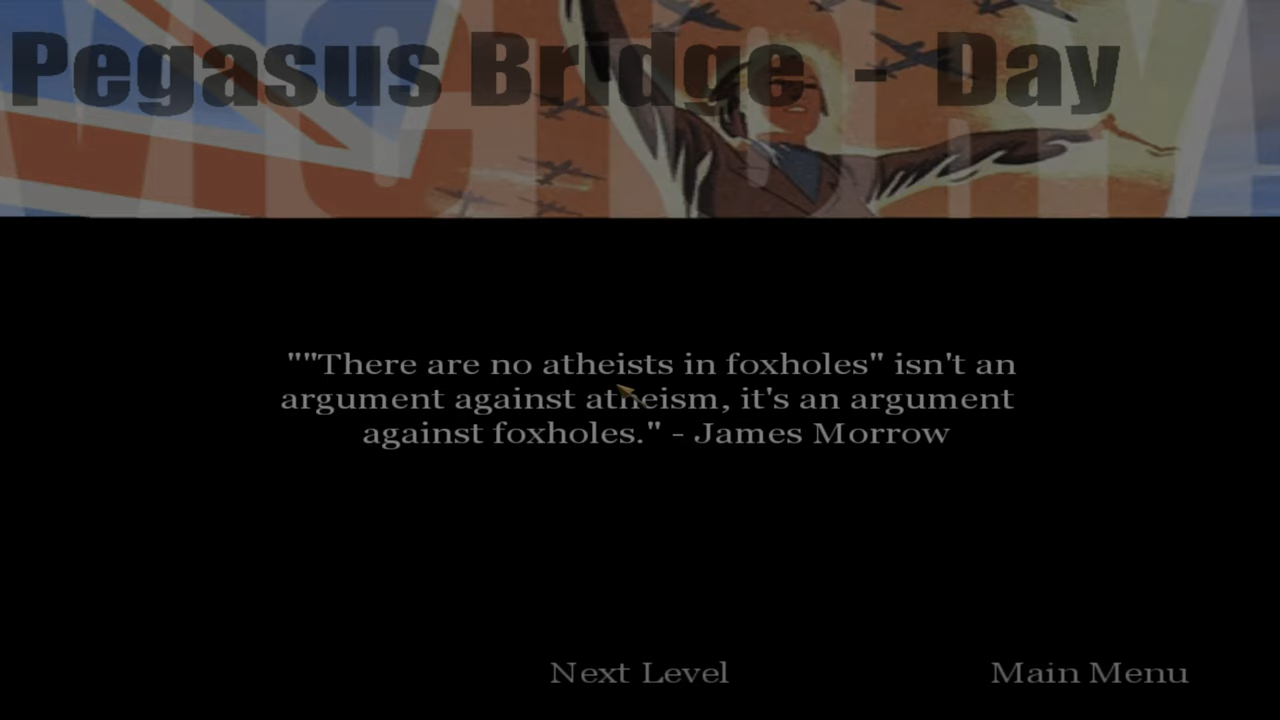 Pegasus Bridge - Day
VICTORY
""There are no atheists in foxholes" isn't an
argument against atheism, it's an argument
against foxholes." - James Morrow
Next Level
Main Menu